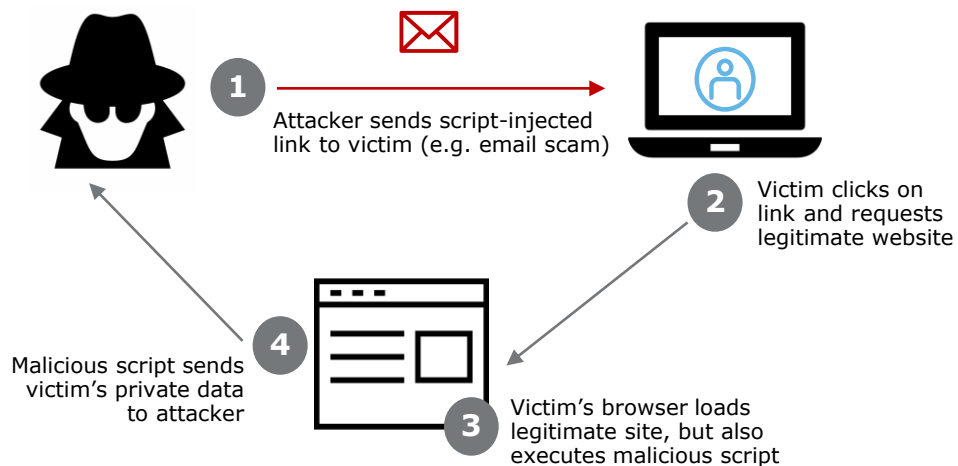 1
Attacker sends script-injected
link to victim (e.g. email scam)
2
Victim clicks on
link and requests
legitimate website
3
Victim’s browser loads
legitimate site, but also
executes malicious script
4
Malicious script sends
victim’s private data
to attacker